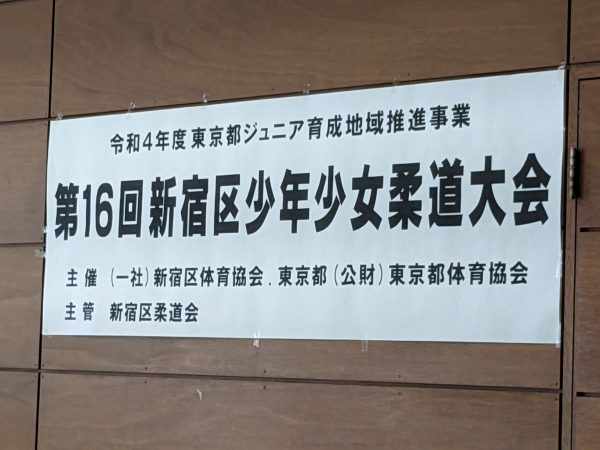 令和4年度 東京都ジュニア育成地域推進事業
第16回新宿区少年少女柔道大会
主催 (一社)新宿区体育協会.東京都(公財)東京都体育協会
主管 新宿区柔道会